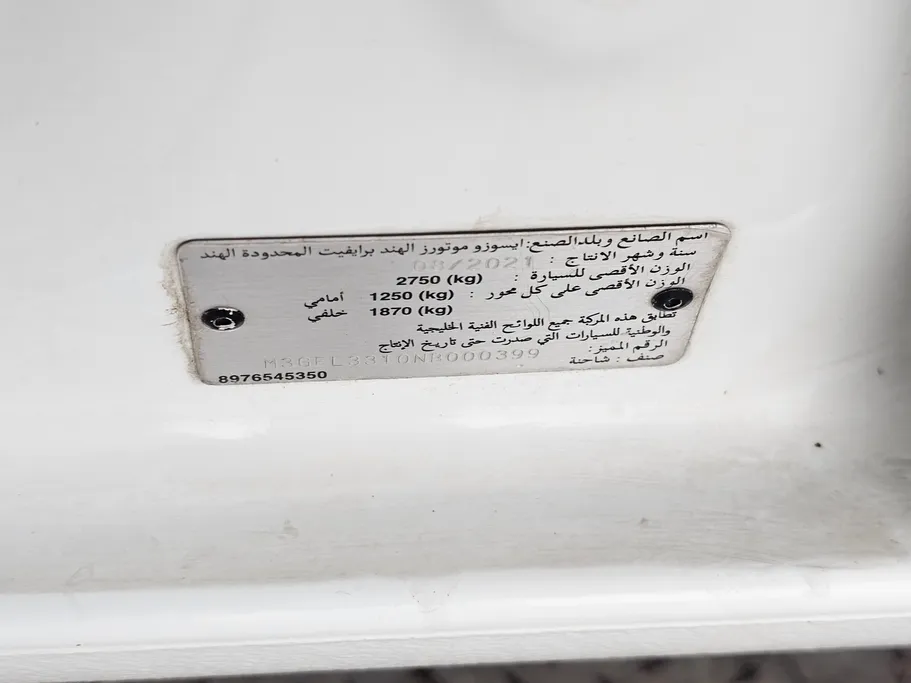 اسم الصانع وبلد الصنع: ايسوزو موتورز الهند برايفيت المحدودة الهند
سنة وشهر الانتاج : 08/2021
الوزن الأقصى للسيارة : 2750 (kg)
الوزن الأقصى على كل محور : 1250 (kg) أمامي
1870 (kg) خلفي
تطابق هذه المركبة جميع اللوائح الفنية الخليجية
والوطنية للسيارات التي صدرت حتى تاريخ الإنتاج
الرقم المميز:
صنف : شاحنة
8976545350